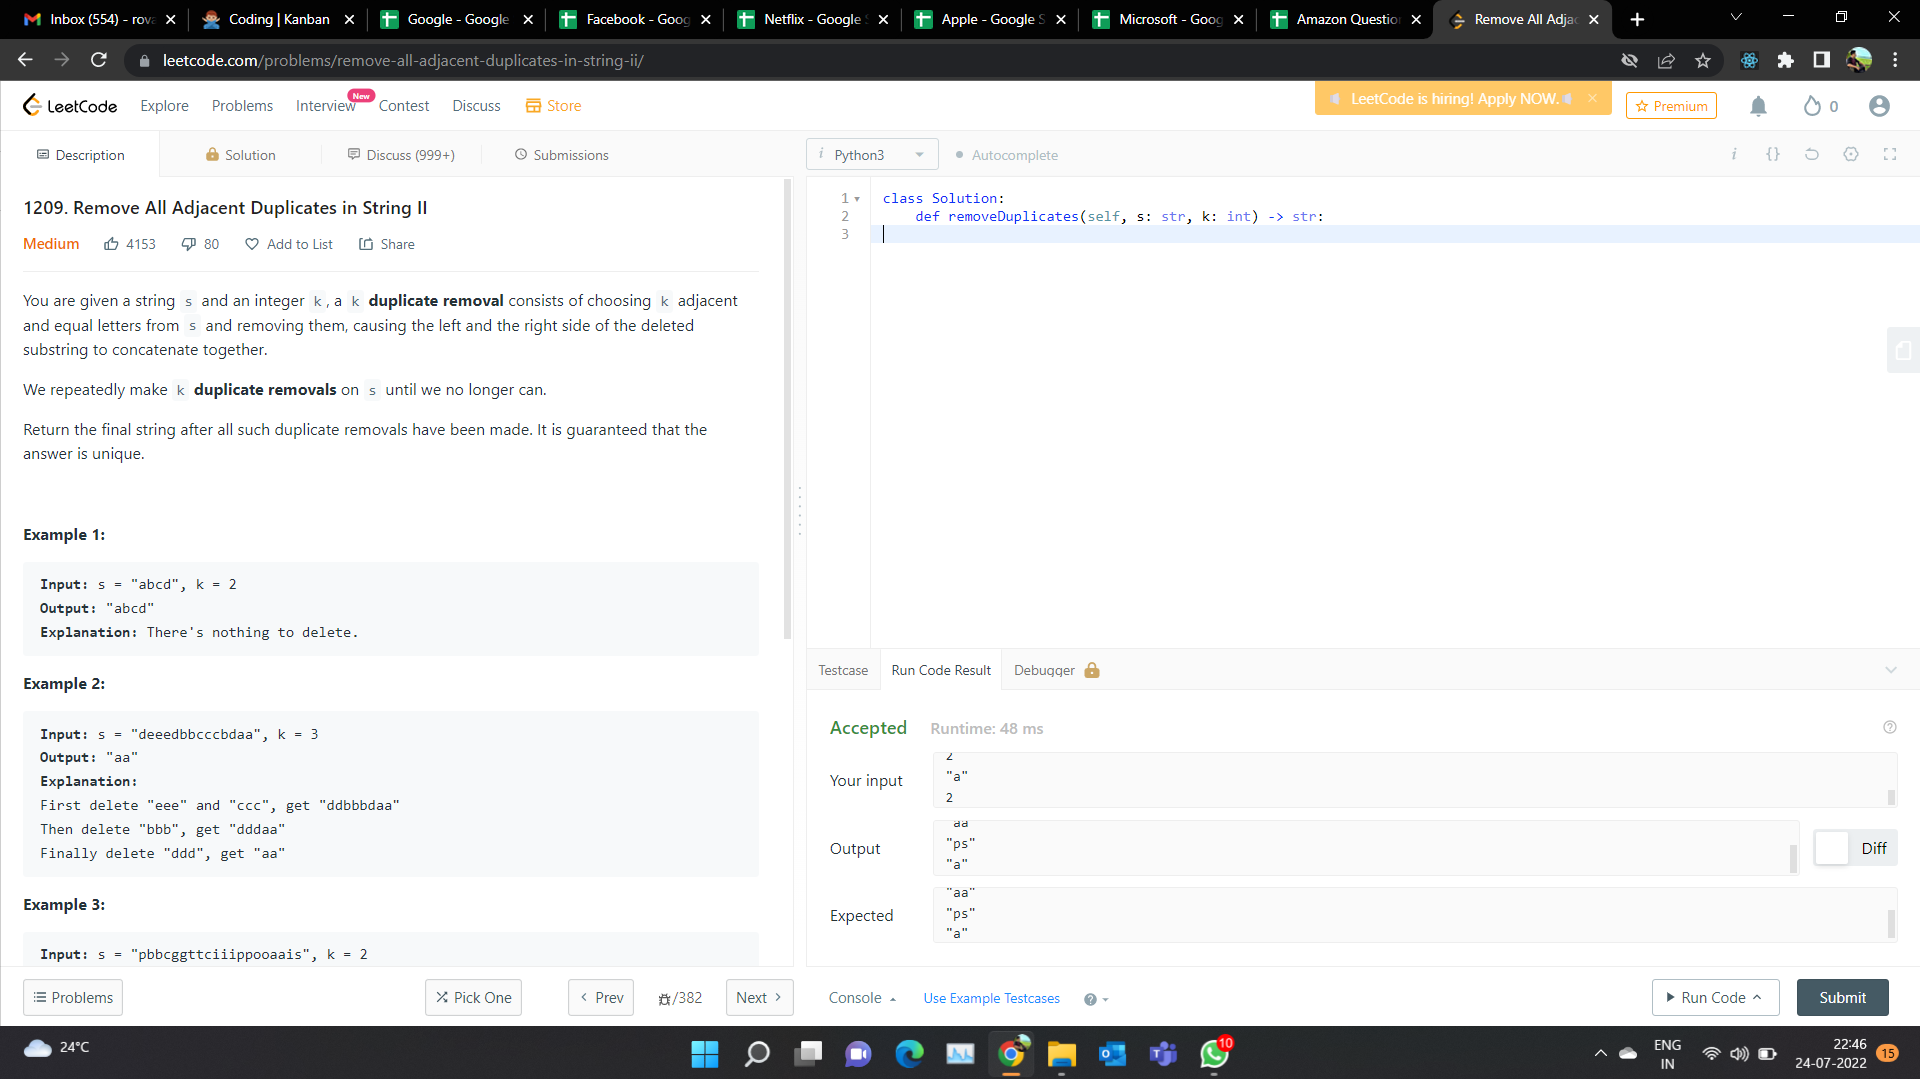 Inbox (554) - rova
Coding | Kanban
Google - Google
Facebook - Goog
Netflix - Google S
Apple - Google S
Microsoft - Goog
Amazon Question
Remove All Adjac
leetcode.com/problems/remove-all-adjacent-duplicates-in-string-ii/
LeetCode
Explore
Problems
Interview
New
Contest
Discuss
Store
LeetCode is hiring! Apply NOW.
Premium
0
Description
Solution
Discuss (999+)
Submissions
i Python3
Autocomplete
i {}
1209. Remove All Adjacent Duplicates in String II
Medium 4153 80 Add to List Share
You are given a string s and an integer k, a k duplicate removal consists of choosing k adjacent
and equal letters from s and removing them, causing the left and the right side of the deleted
substring to concatenate together.
We repeatedly make k duplicate removals on s until we no longer can.
Return the final string after all such duplicate removals have been made. It is guaranteed that the
answer is unique.
Example 1:
Input: s = "abcd", k = 2
Output: "abcd"
Explanation: There's nothing to delete.
Example 2:
Input: s = "deeedbbcccbdaa", k = 3
Output: "aa"
Explanation:
First delete "eee" and "ccc", get "ddbbbdaa"
Then delete "bbb", get "dddaa"
Finally delete "ddd", get "aa"
Example 3:
Input: s = "pbbcggttciiippooaais", k = 2
1 class Solution:
2 def removeDuplicates(self, s: str, k: int) -> str:
3
Testcase
Run Code Result
Debugger
Accepted Runtime: 48 ms
Your input
2
"a"
2
Output
"aa"
"ps"
"a"
Diff
Expected
"aa"
"ps"
"a"
Problems
Pick One
Prev
/382
Next
Console
Use Example Testcases
Run Code
Submit
24°C
10
ENG
IN
22:46
24-07-2022
15